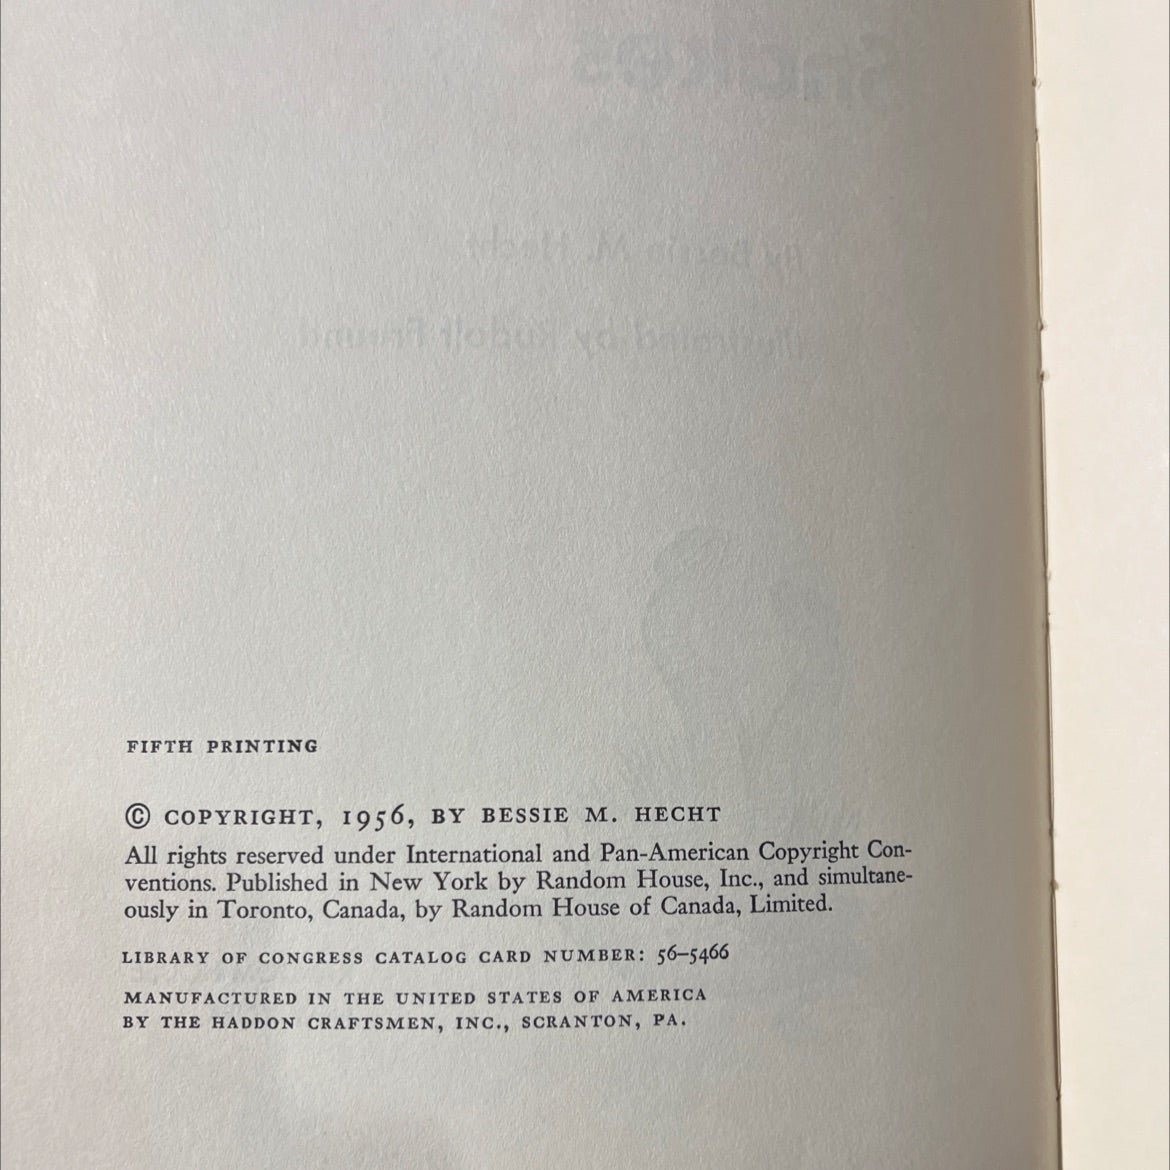 FIFTH PRINTING
© COPYRIGHT, 1956, BY BESSIE M. HECHT
All rights reserved under International and Pan-American Copyright Con-
ventions. Published in New York by Random House, Inc., and simultane-
ously in Toronto, Canada, by Random House of Canada, Limited.
LIBRARY OF CONGRESS CATALOG CARD NUMBER: 56–5466
MANUFACTURED IN THE UNITED STATES OF AMERICA
BY THE HADDON CRAFTSMEN, INC., SCRANTON, PA.